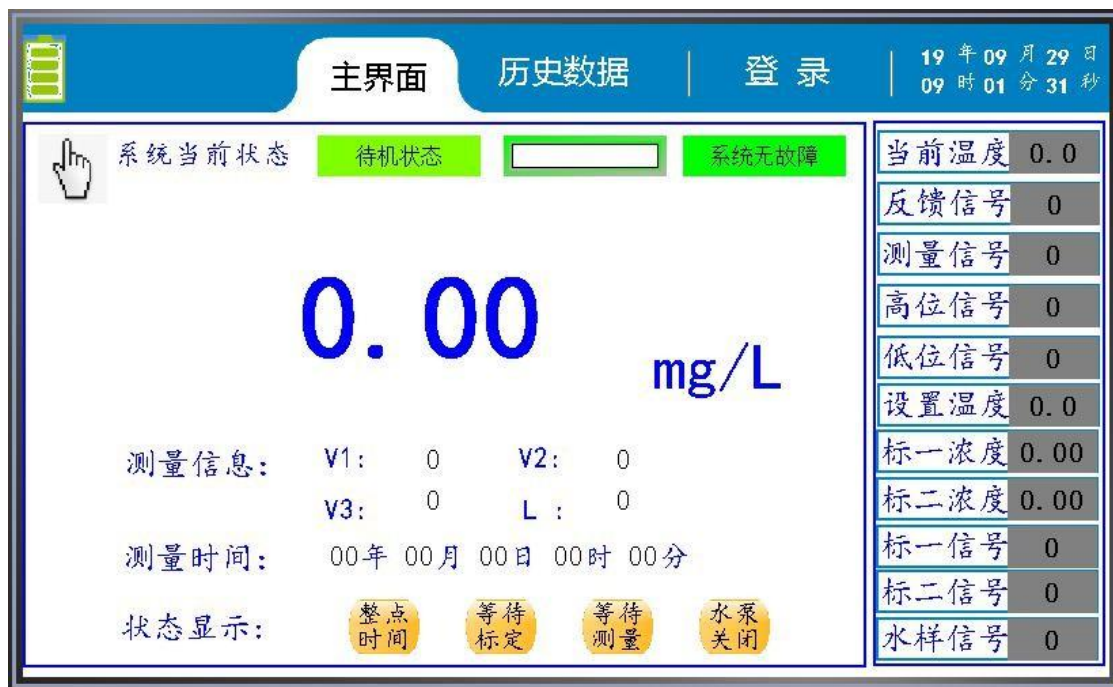 主界面
历史数据
登 录
19 年 09 月 29 日
09 时 01 分 31 秒
系统当前状态
待机状态
系统无故障
0.00
mg/L
测量信息:
V1: 0 V2: 0
V3: 0 L : 0
测量时间: 00年 00月 00日 00时 00分
状态显示:
整点
时间
等待
标定
等待
测量
水泵
关闭
当前温度 0.0
反馈信号 0
测量信号 0
高位信号 0
低位信号 0
设置温度 0.0
标一浓度 0.00
标二浓度 0.00
标一信号 0
标二信号 0
水样信号 0